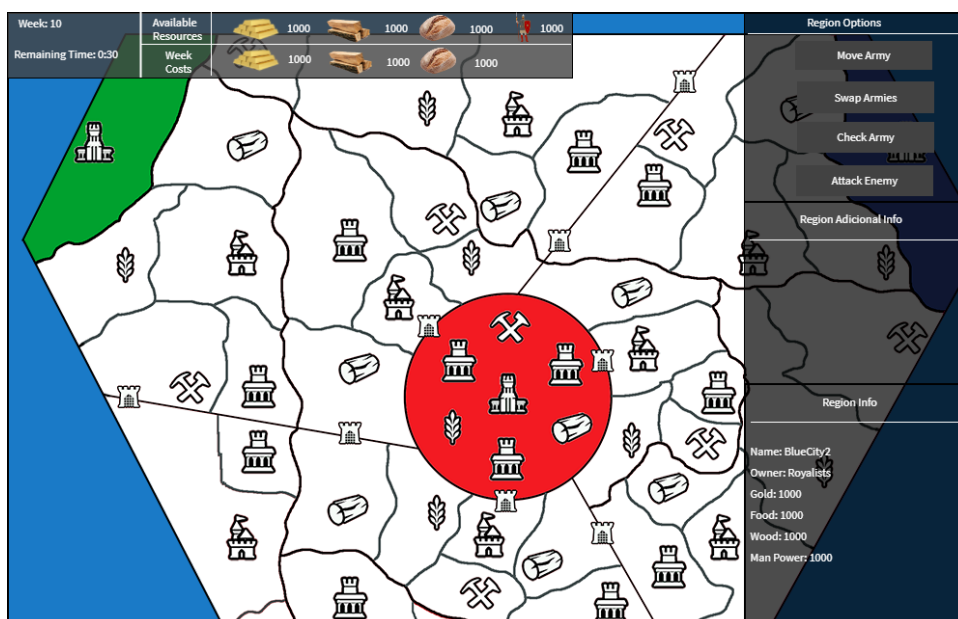 Week: 10
Remaining Time: 0:30
Available
Resources
1000
1000
1000
1000
Week
Costs
1000
1000
1000
Region Options
Move Army
Swap Armies
Check Army
Attack Enemy
Region Adicional Info
Region Info
Name: BlueCity2
Owner: Royalists
Gold: 1000
Food: 1000
Wood: 1000
Man Power: 1000